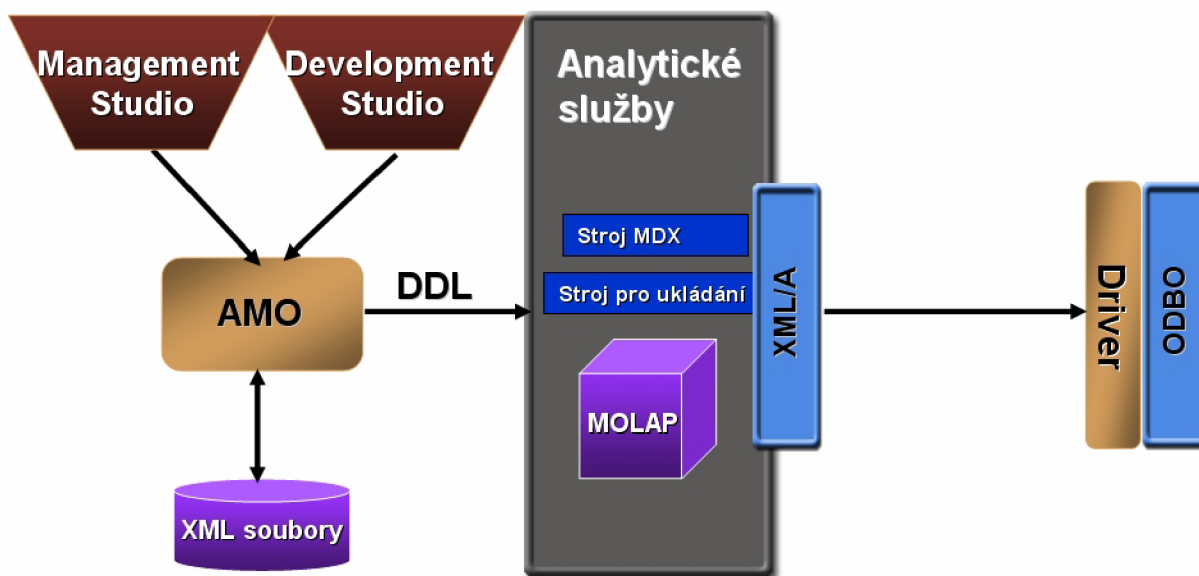 Management
Studio
Development
Studio
Analytické
služby
Stroj MDX
Stroj pro ukládání
XML/A
Driver
ODBO
AMO
DDL
MOLAP
XML soubory